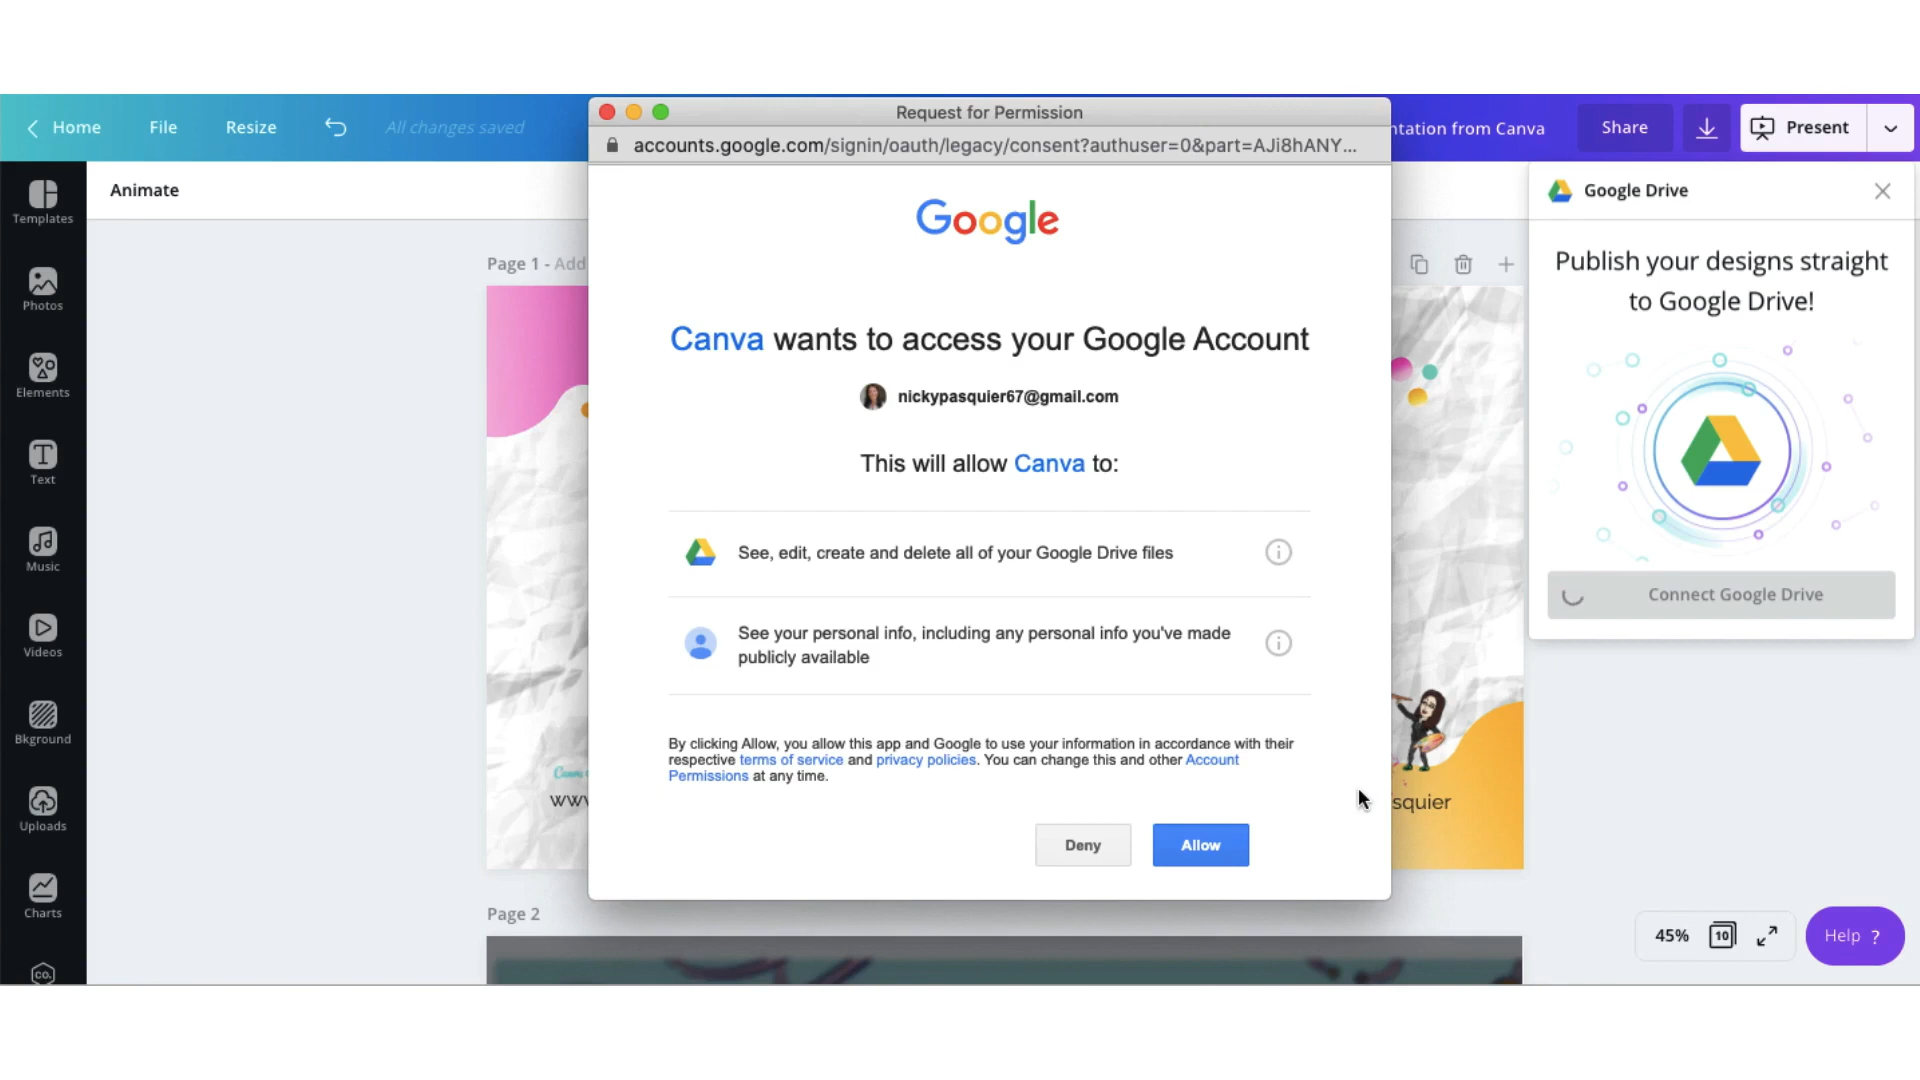 Home
File
Resize
All changes saved
Request for Permission
accounts.google.com/signin/oauth/legacy/consent?authuser=0&part=AJi8hANY...
ntation from Canva
Share
Present
Animate
Templates
Photos
Elements
Text
Music
Videos
Bkground
Uploads
Charts
co.
Page 1 - Add
Google
Canva wants to access your Google Account
nickypasquier67@gmail.com
This will allow Canva to:
See, edit, create and delete all of your Google Drive files
See your personal info, including any personal info you've made
publicly available
By clicking Allow, you allow this app and Google to use your information in accordance with their
respective terms of service and privacy policies. You can change this and other Account
Permissions at any time.
Deny
Allow
www
squier
Page 2
Google Drive
Publish your designs straight
to Google Drive!
Connect Google Drive
45%
10
Help ?